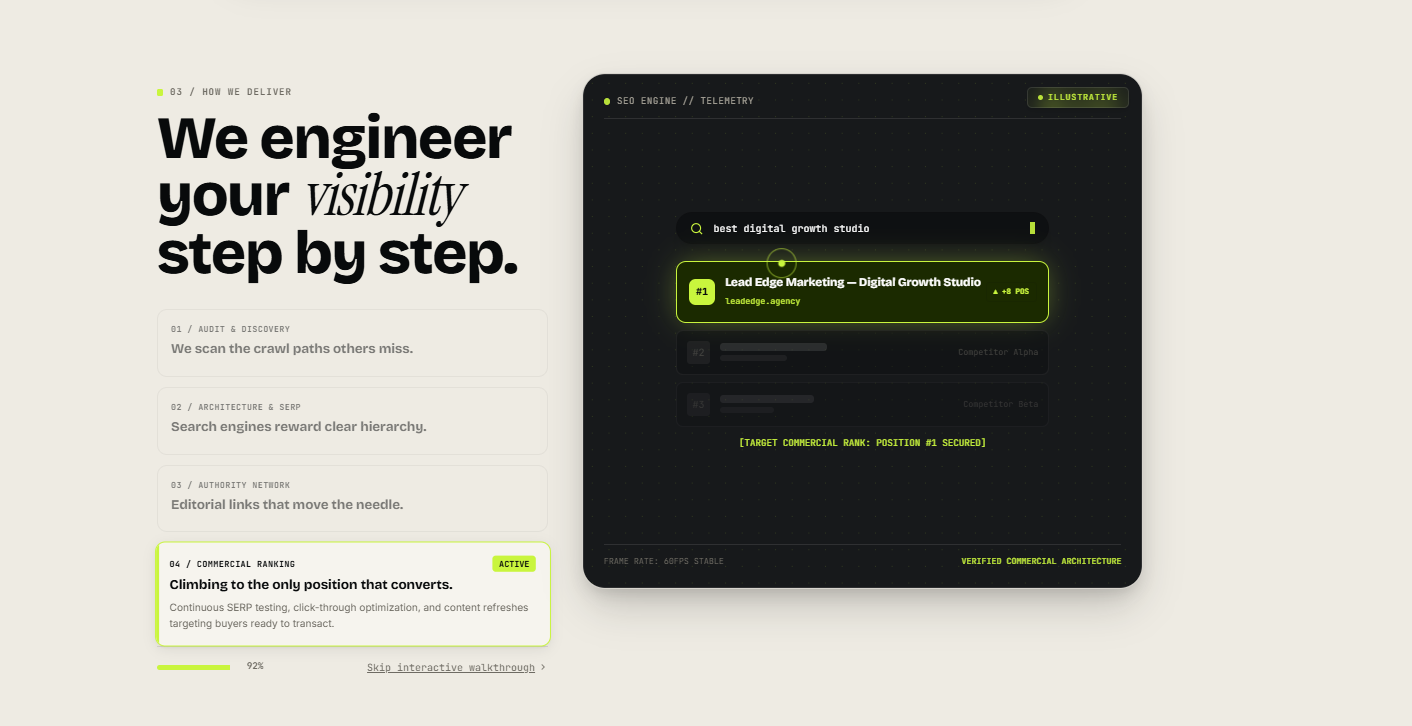 03 / HOW WE DELIVER
We engineer
your visibility
step by step.
01 / AUDIT & DISCOVERY
We scan the crawl paths others miss.
02 / ARCHITECTURE & SERP
Search engines reward clear hierarchy.
03 / AUTHORITY NETWORK
Editorial links that move the needle.
04 / COMMERCIAL RANKING
ACTIVE
Climbing to the only position that converts.
Continuous SERP testing, click-through optimization, and content refreshes
targeting buyers ready to transact.
92%
Skip interactive walkthrough ›
SEO ENGINE // TELEMETRY
ILLUSTRATIVE
best digital growth studio
#1
Lead Edge Marketing — Digital Growth Studio
leadedge.agency
▲ +8 POS
#2
Competitor Alpha
#3
Competitor Beta
[TARGET COMMERCIAL RANK: POSITION #1 SECURED]
FRAME RATE: 60FPS STABLE
VERIFIED COMMERCIAL ARCHITECTURE